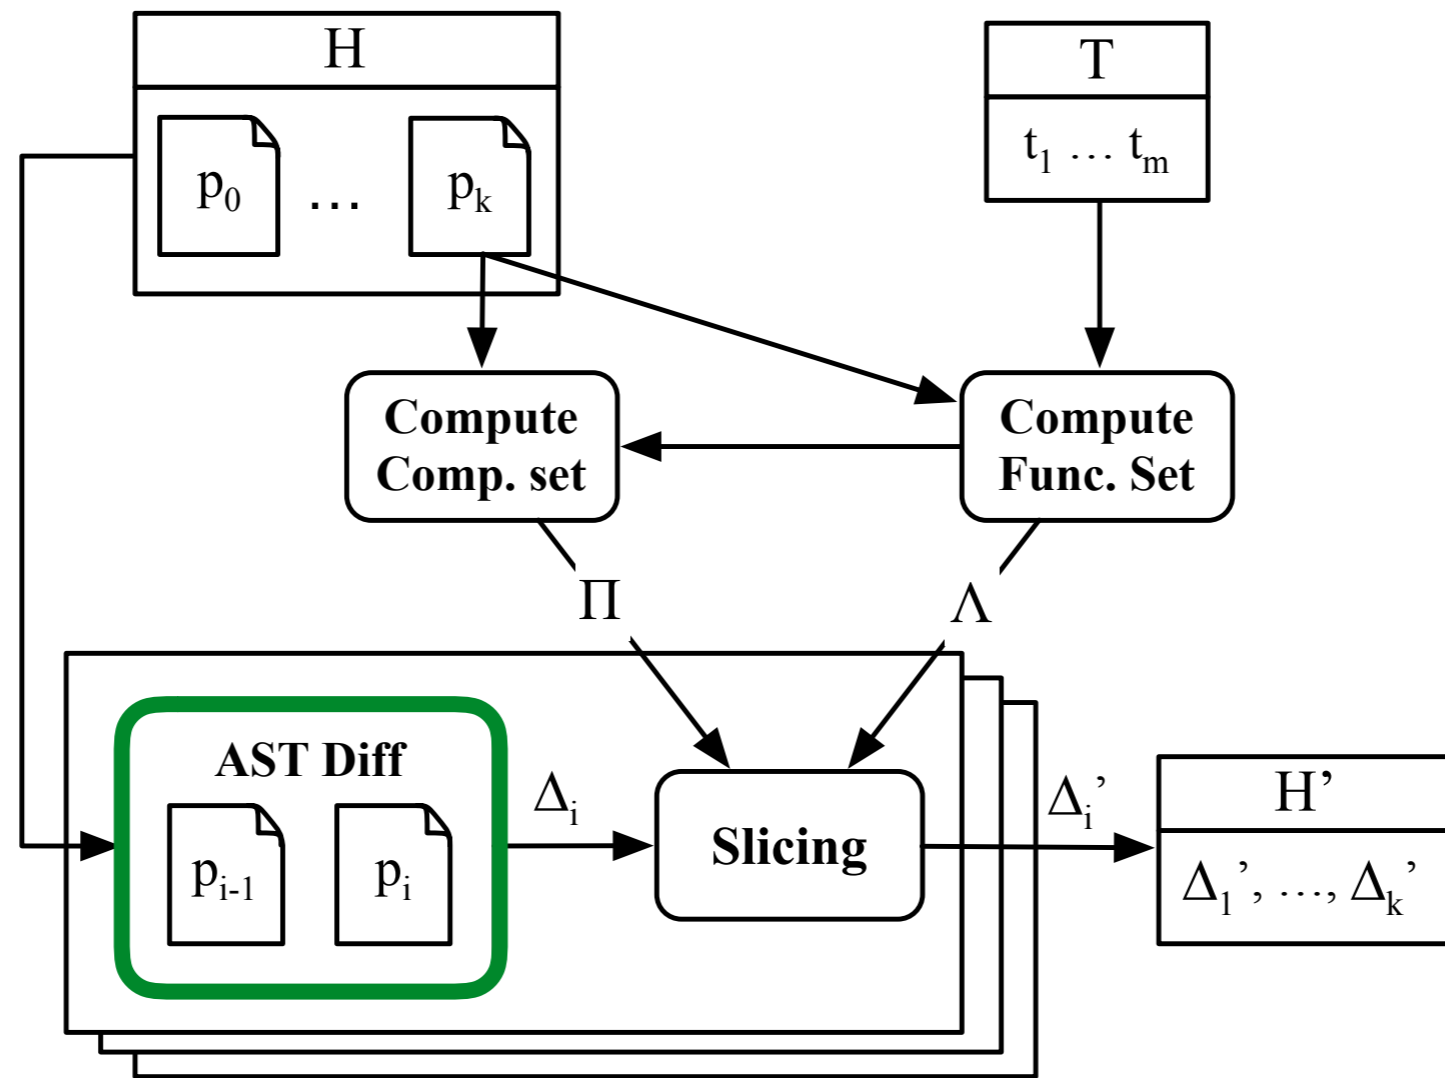 H
p₀ … pₖ
T
t₁ … tₘ
Compute
Comp. set
Compute
Func. Set
Π
Λ
AST Diff
pᵢ₋₁
pᵢ
Δᵢ
Slicing
Δᵢ’
H’
Δ₁’, …, Δₖ’